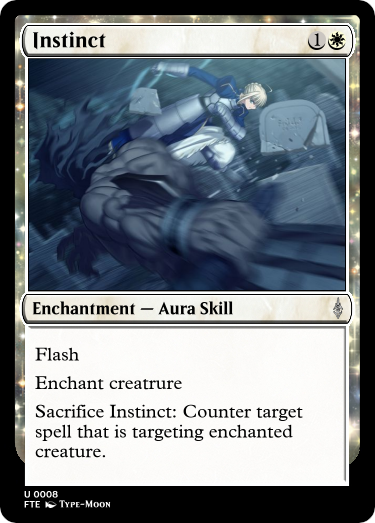 Instinct 1
Enchantment — Aura Skill
Flash
Enchant creatrure
Sacrifice Instinct: Counter target
spell that is targeting enchanted
creature.
U 0008
FTE Type-Moon